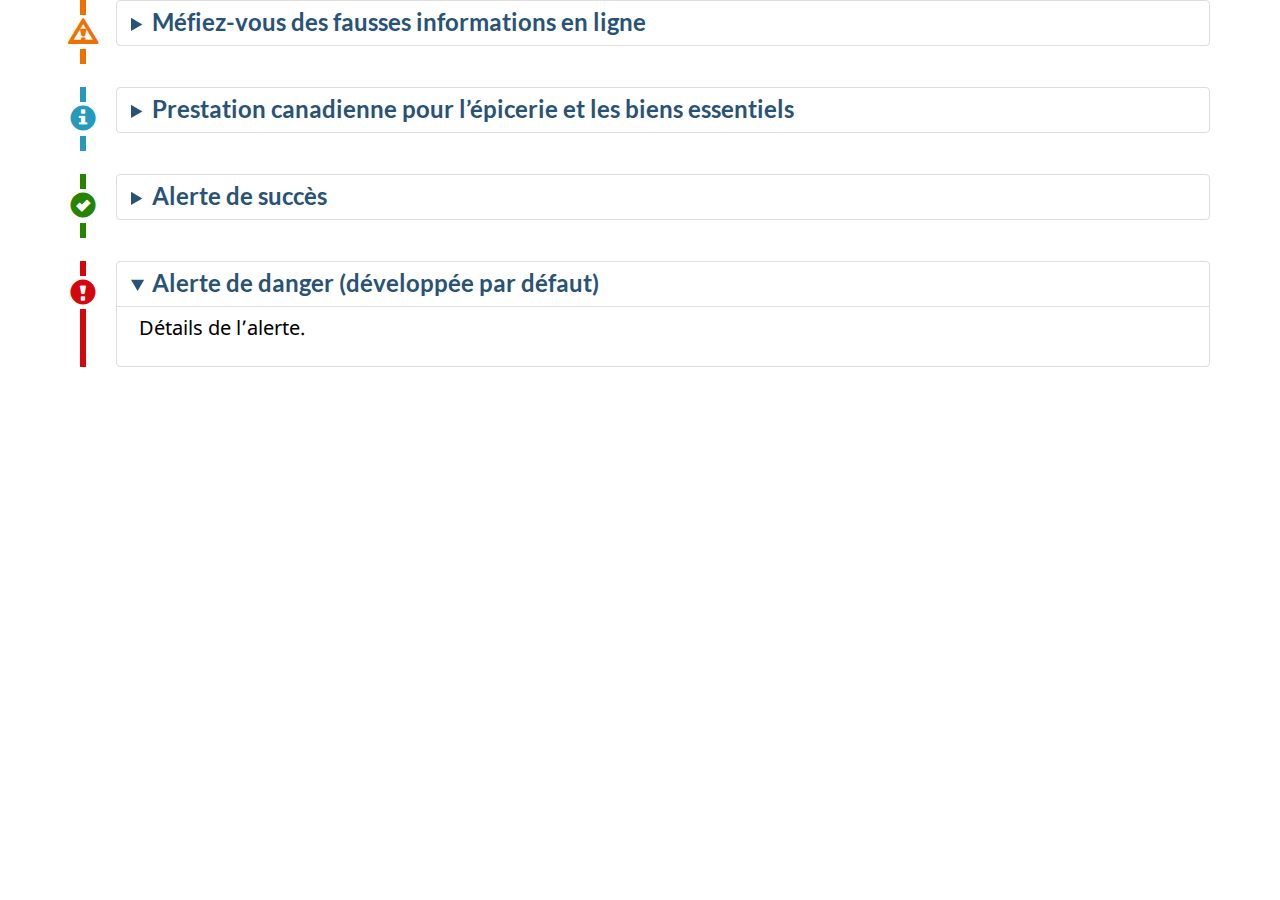 Méfiez-vous des fausses informations en ligne
Prestation canadienne pour l’épicerie et les biens essentiels
Alerte de succès
Alerte de danger (développée par défaut)
Détails de l’alerte.